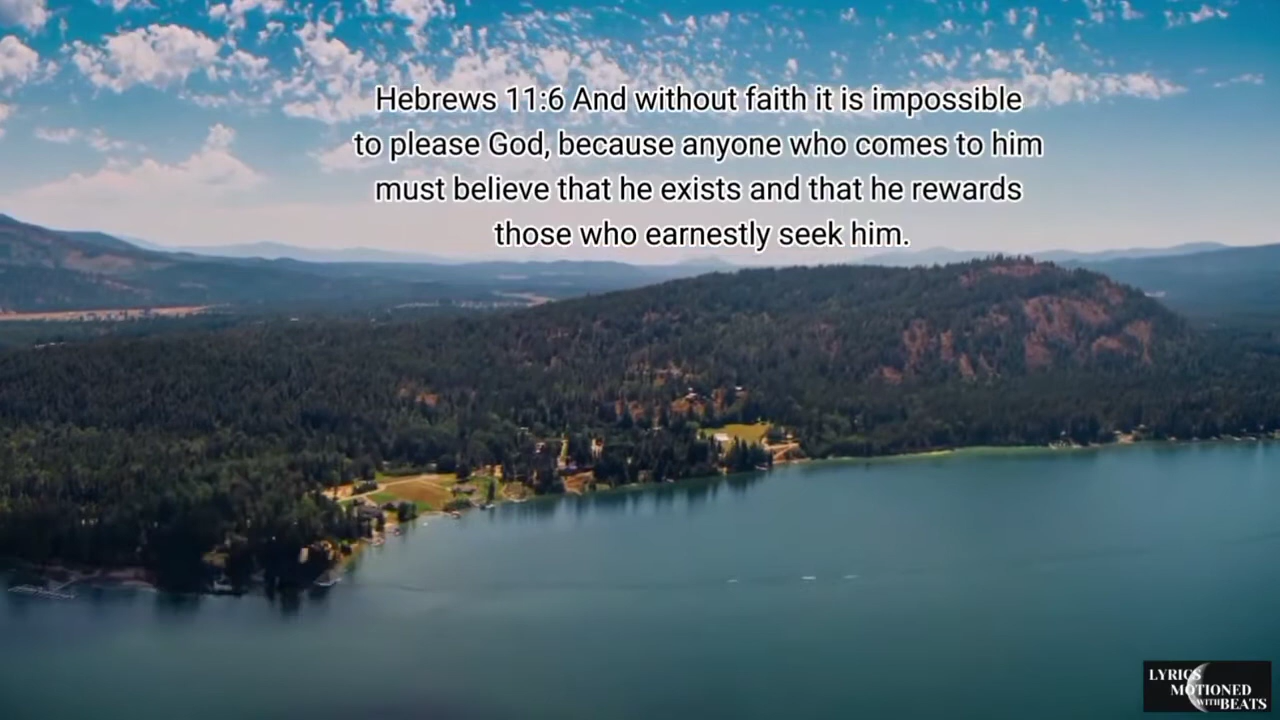 Hebrews 11:6 And without faith it is impossible
to please God, because anyone who comes to him
must believe that he exists and that he rewards
those who earnestly seek him.
LYRICS
MOTIONED
WITH BEATS